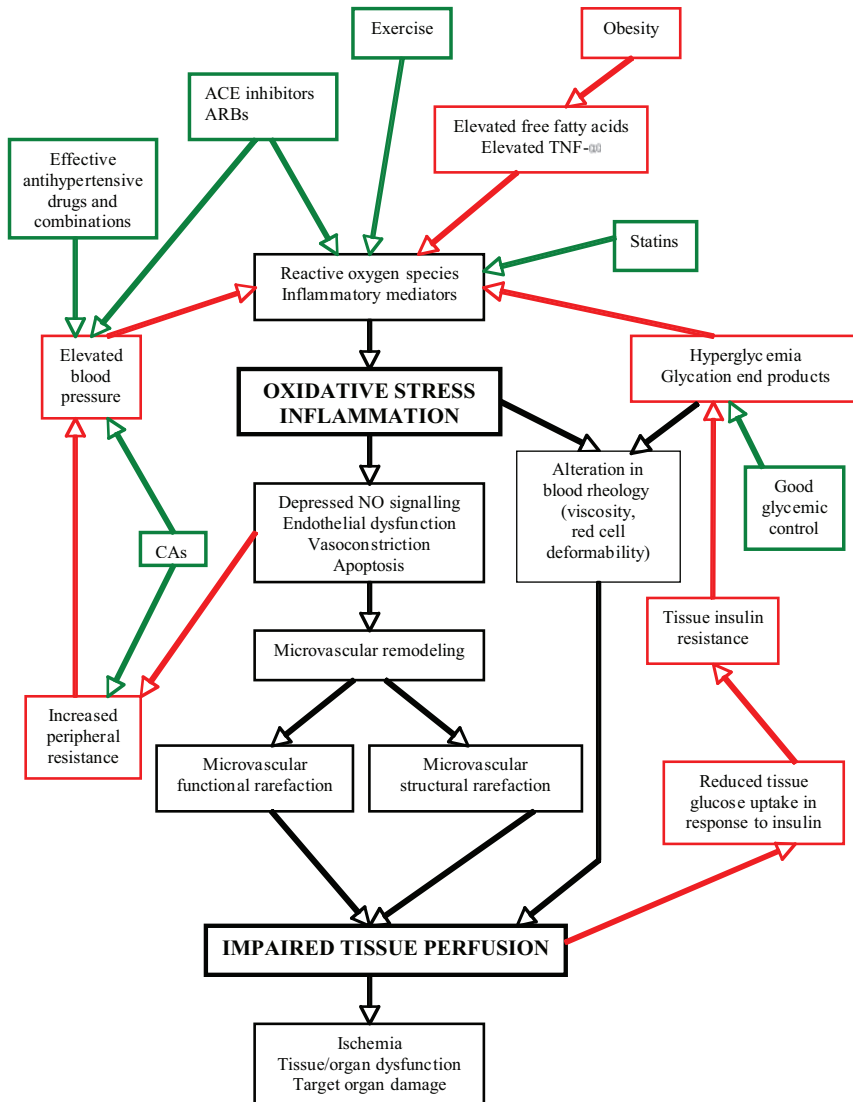 Exercise
Obesity
ACE inhibitors
ARBs
Elevated free fatty acids
Elevated TNF-
Effective
antihypertensive
drugs and
combinations
Statins
Reactive oxygen species
Inflammatory mediators
Elevated
blood
pressure
Hyperglycemia
Glycation end products
OXIDATIVE STRESS
INFLAMMATION
Alteration in
blood rheology
(viscosity,
red cell
deformability)
Good
glycemic
control
Depressed NO signalling
Endothelial dysfunction
Vasoconstriction
Apoptosis
CAs
Tissue insulin
resistance
Microvascular remodeling
Increased
peripheral
resistance
Microvascular
functional rarefaction
Microvascular
structural rarefaction
Reduced tissue
glucose uptake in
response to insulin
IMPAIRED TISSUE PERFUSION
Ischemia
Tissue/organ dysfunction
Target organ damage